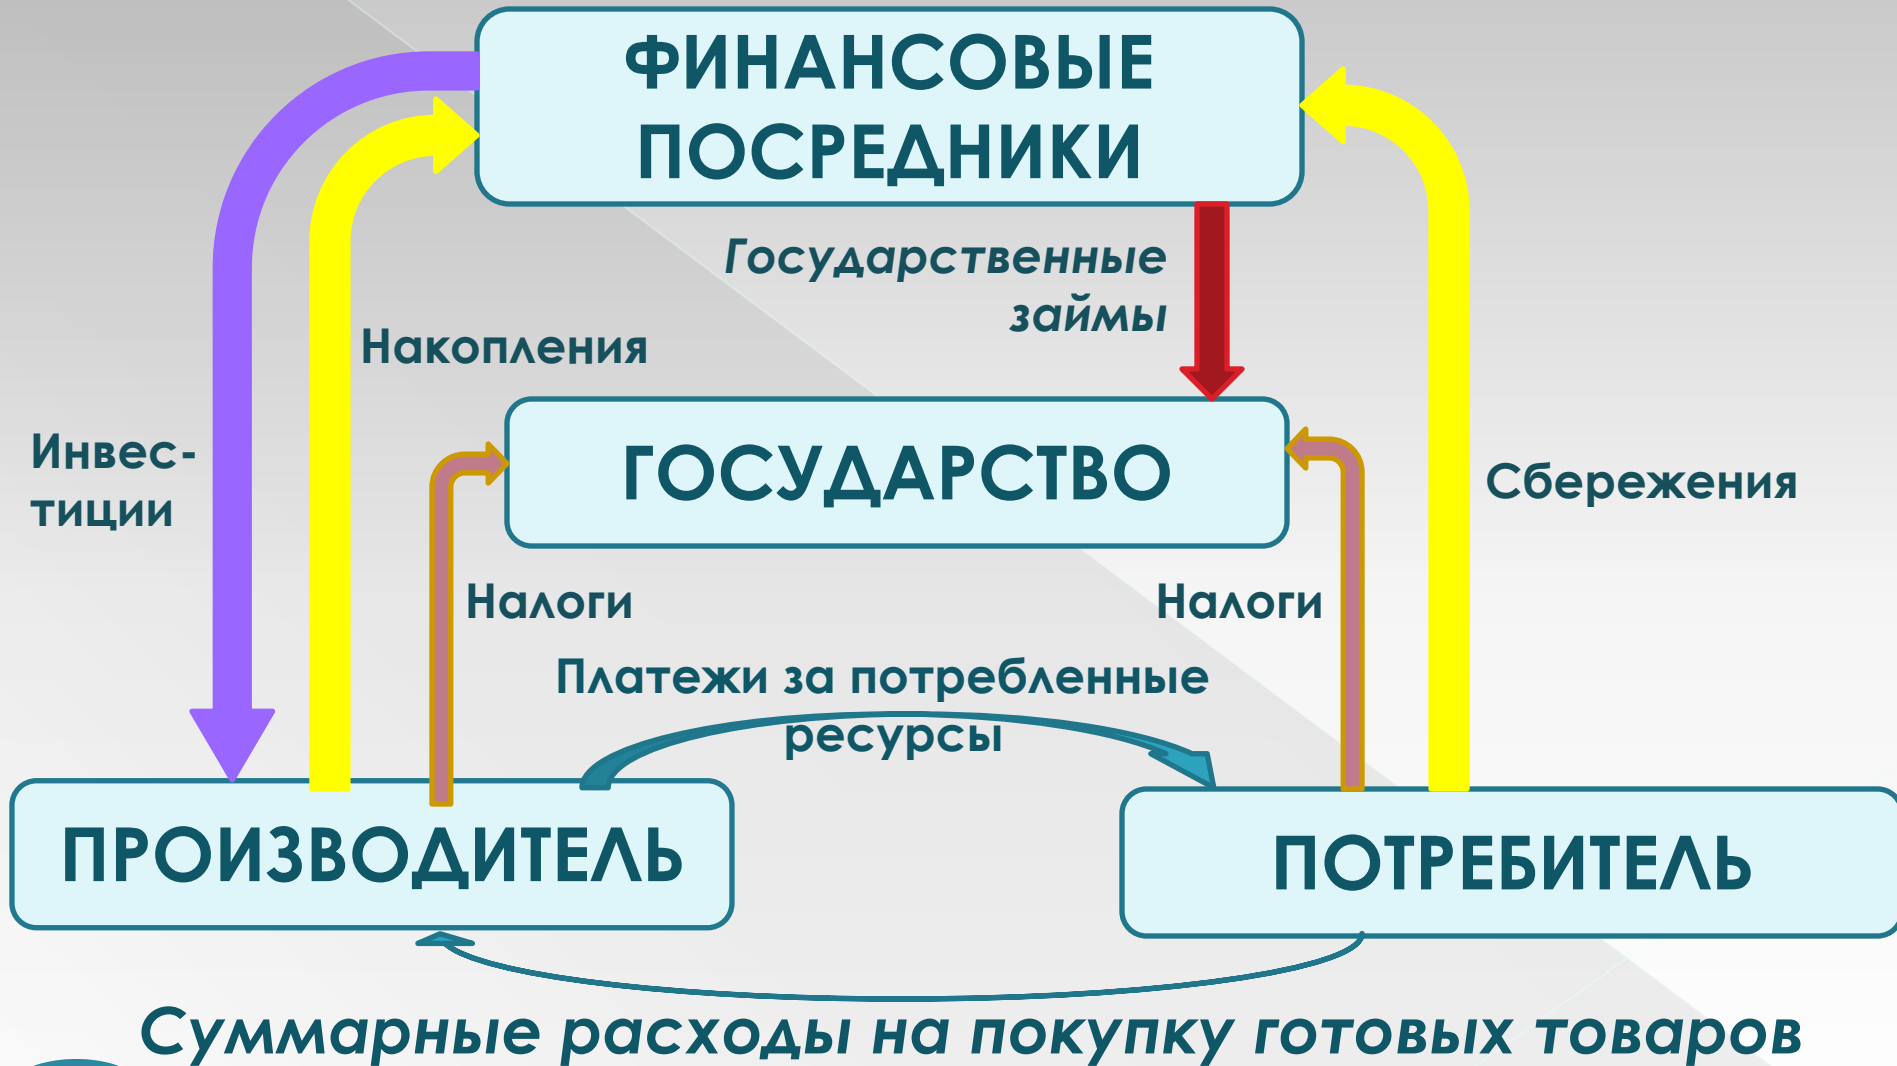 ФИНАНСОВЫЕ
ПОСРЕДНИКИ
Государственные
займы
Накопления
Инвес-
тиции
ГОСУДАРСТВО
Сбережения
Налоги
Налоги
Платежи за потребленные
ресурсы
ПРОИЗВОДИТЕЛЬ
ПОТРЕБИТЕЛЬ
Суммарные расходы на покупку готовых товаров